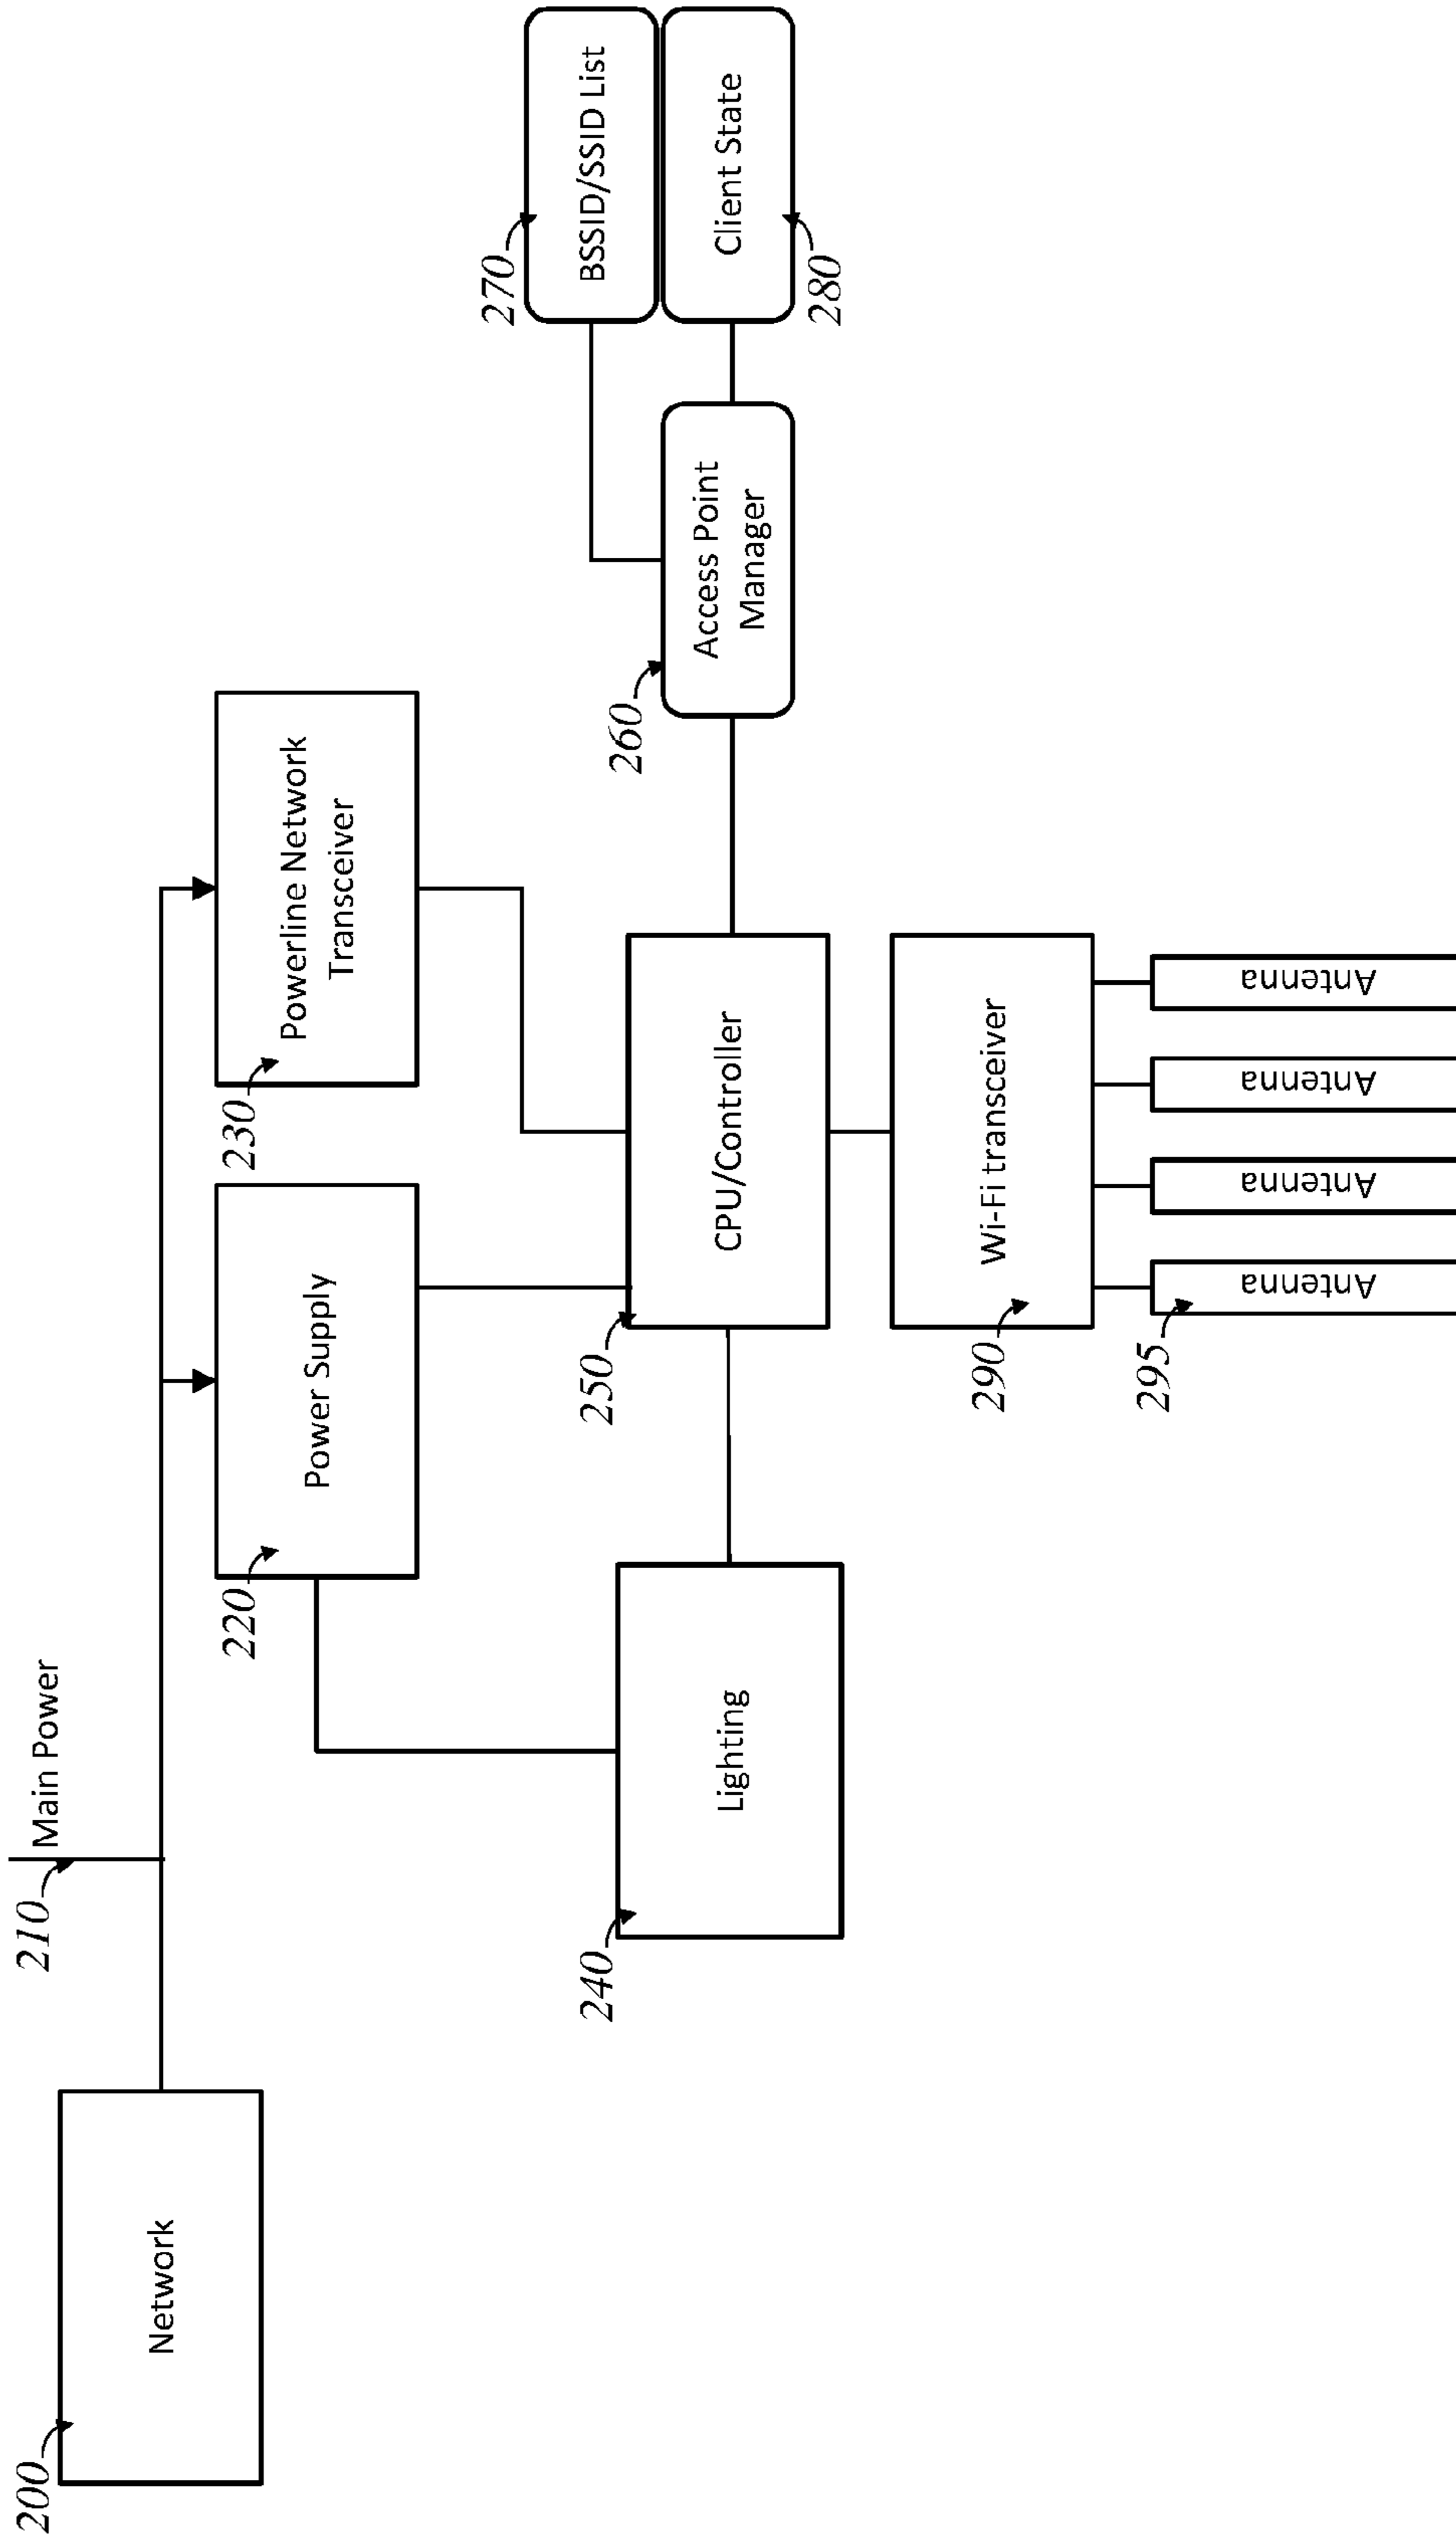 200
Network
210
Main Power
220
Power Supply
230
Powerline Network
Transceiver
240
Lighting
250
CPU/Controller
260
Access Point
Manager
270
BSSID/SSID List
Client State
280
290
Wi-Fi transceiver
295
Antenna
Antenna
Antenna
Antenna